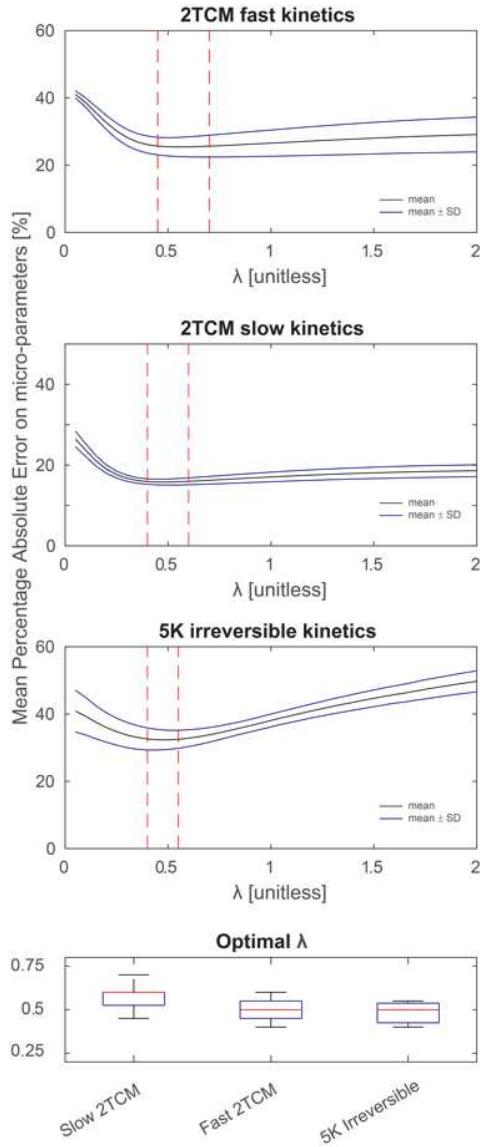 2TCM fast kinetics
60
40
20
0
0 0.5 1 1.5 2
mean
mean ± SD
λ [unitless]
Mean Percentage Absolute Error on micro-parameters [%]
2TCM slow kinetics
40
20
0
0 0.5 1 1.5 2
mean
mean ± SD
λ [unitless]
5K irreversible kinetics
60
40
20
0
0 0.5 1 1.5 2
mean
mean ± SD
λ [unitless]
Optimal λ
0.75
0.5
0.25
Slow 2TCM
Fast 2TCM
5K Irreversible